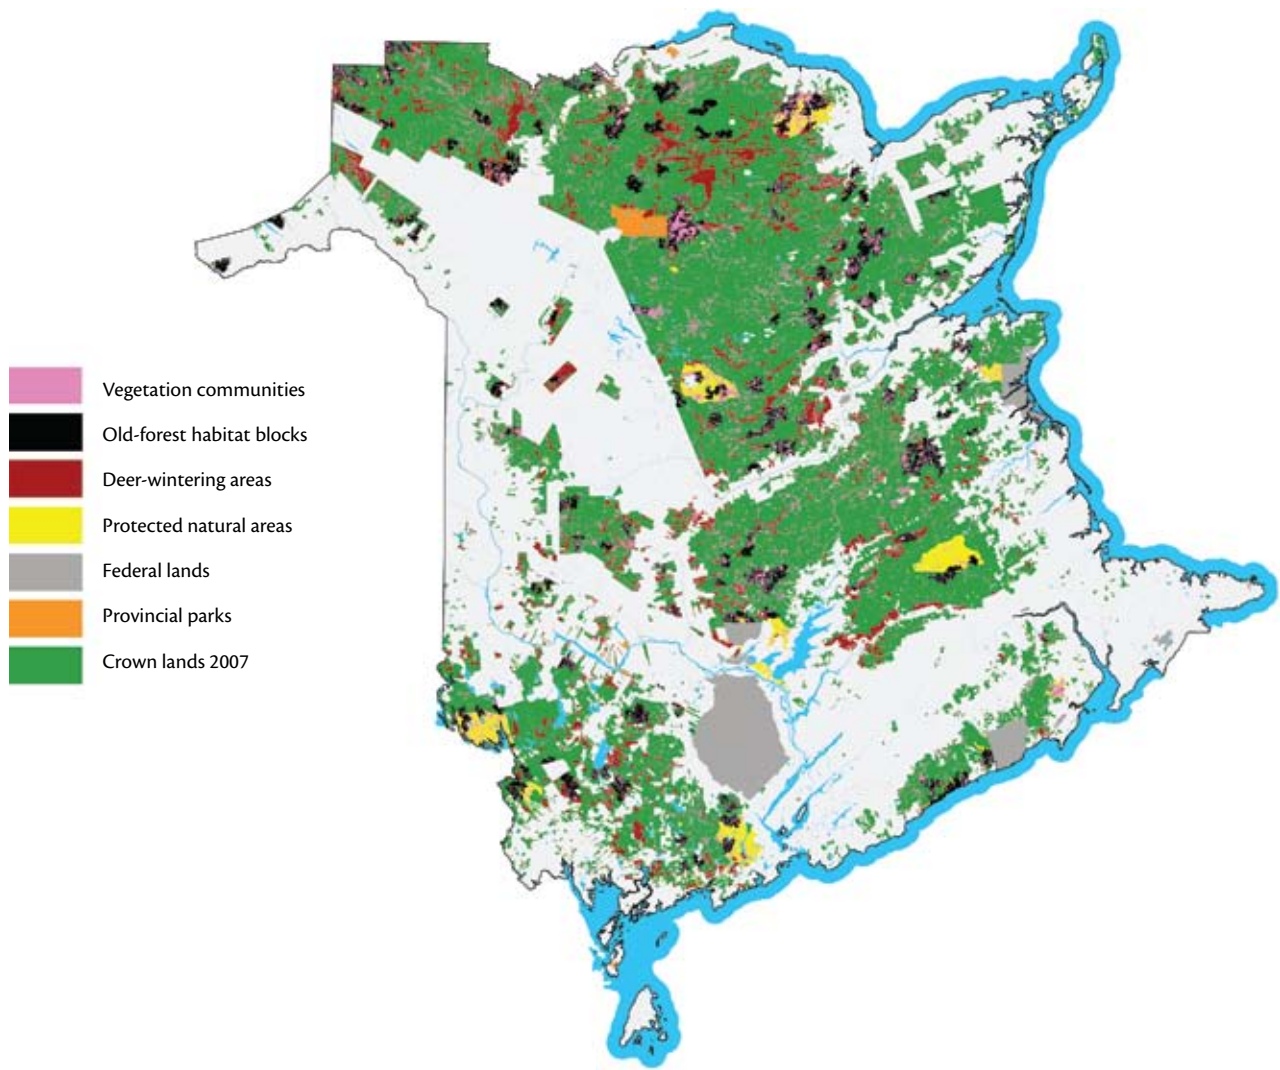 Vegetation communities
Old-forest habitat blocks
Deer-wintering areas
Protected natural areas
Federal lands
Provincial parks
Crown lands 2007